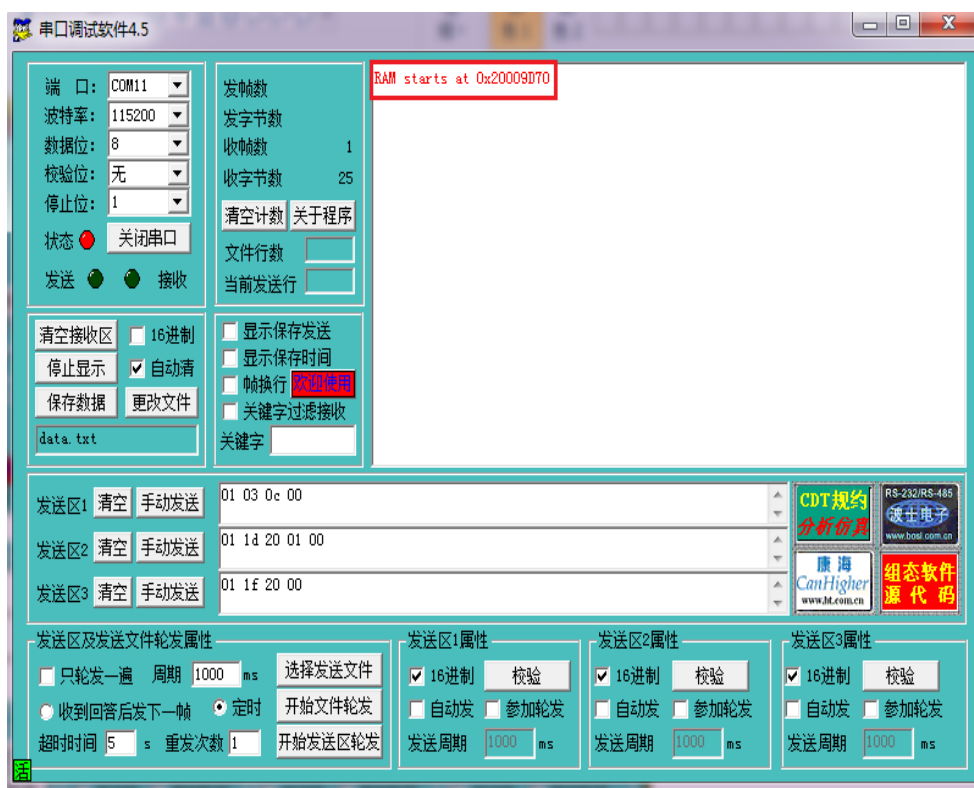 串口调试软件4.5
端 口: COM11
波特率: 115200
数据位: 8
校验位: 无
停止位: 1
状态 关闭串口
发送 接收
发帧数
发字节数
收帧数 1
收字节数 25
清空计数 关于程序
文件行数
当前发送行
RAM starts at 0x20009D70
清空接收区 16进制
停止显示 自动清
保存数据 更改文件
data.txt
显示保存发送
显示保存时间
帧换行 欢迎使用
关键字过滤接收
关键字
发送区1 清空 手动发送 01 03 0c 00
发送区2 清空 手动发送 01 1d 20 01 00
发送区3 清空 手动发送 01 1f 20 00
CDT规约
分析仿真
RS-232/RS-485
波士电子
www.bosi.com.cn
康海
CanHigher
www.ht.com.cn
组态软件
源代码
发送区及发送文件轮发属性
只轮发一遍 周期 1000 ms 选择发送文件
收到回答后发下一帧 定时 开始文件轮发
超时时间 5 s 重发次数 1 开始发送区轮发
发送区1属性
16进制 校验
自动发 参加轮发
发送周期 1000 ms
发送区2属性
16进制 校验
自动发 参加轮发
发送周期 1000 ms
发送区3属性
16进制 校验
自动发 参加轮发
发送周期 1000 ms
活